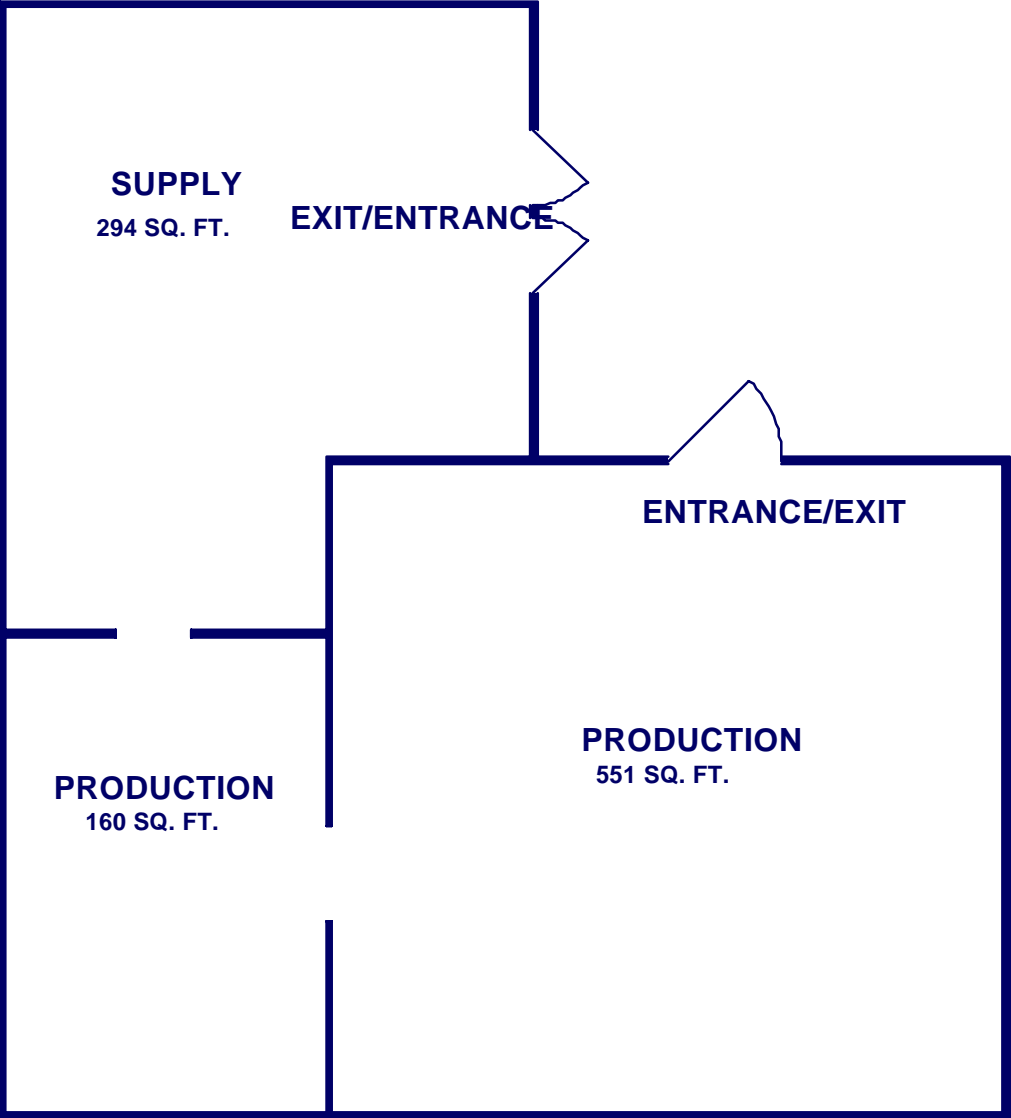 SUPPLY
294 SQ. FT.
EXIT/ENTRANCE
ENTRANCE/EXIT
PRODUCTION
551 SQ. FT.
PRODUCTION
160 SQ. FT.